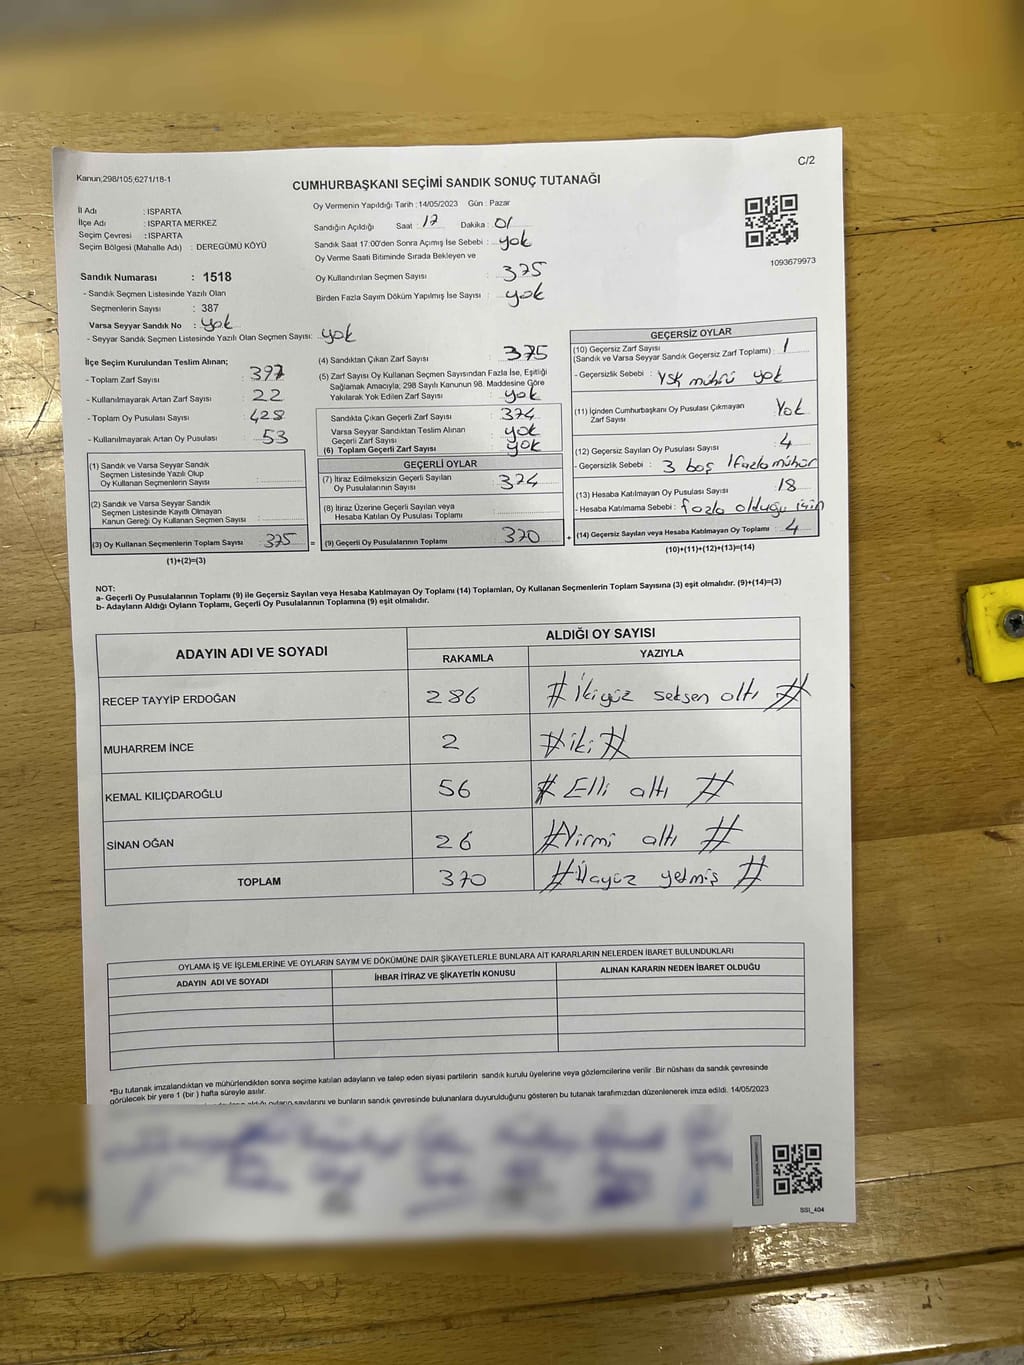 C/2
Kanun;298/105,6271/18-1
CUMHURBAŞKANI SEÇİMİ SANDIK SONUÇ TUTANAĞI
İl Adı : ISPARTA
İlçe Adı : ISPARTA MERKEZ
Seçim Çevresi : ISPARTA
Seçim Bölgesi (Mahalle Adı) : DEREGÜMÜ KÖYÜ
Sandık Numarası : 1518
- Sandık Seçmen Listesinde Yazılı Olan
Seçmenlerin Sayısı : 387
Varsa Seyyar Sandık No : yok
- Seyyar Sandık Seçmen Listesinde Yazılı Olan Seçmen Sayısı: yok
Oy Vermenin Yapıldığı Tarih : 14/05/2023 Gün : Pazar
Sandığın Açıldığı Saat : 17 Dakika : 01
Sandık Saat 17:00'den Sonra Açımış İse Sebebi : yok
Oy Verme Saati Bitiminde Sırada Bekleyen ve
Oy Kullandırılan Seçmen Sayısı : 375
Birden Fazla Sayım Döküm Yapılmış İse Sayısı : yok
1093679973
İlçe Seçim Kurulundan Teslim Alınan;
- Toplam Zarf Sayısı : 397
- Kullanılmayarak Artan Zarf Sayısı : 22
- Toplam Oy Pusulası Sayısı : 428
- Kullanılmayarak Artan Oy Pusulası : 53
(1) Sandık ve Varsa Seyyar Sandık
Seçmen Listesinde Yazılı Olup
Oy Kullanan Seçmenlerin Sayısı :
(2) Sandık ve Varsa Seyyar Sandık
Seçmen Listesinde Kayıtlı Olmayan
Kanun Gereği Oy Kullanan Seçmen Sayısı :
(3) Oy Kullanan Seçmenlerin Toplam Sayısı 375 =
(1)+(2)=(3)
(4) Sandıktan Çıkan Zarf Sayısı : 375
(5) Zarf Sayısı Oy Kullanan Seçmen Sayısından Fazla İse, Eşitliği
Sağlamak Amacıyla; 298 Sayılı Kanunun 98. Maddesine Göre
Yakılarak Yok Edilen Zarf Sayısı : yok
Sandıkta Çıkan Geçerli Zarf Sayısı : 374
Varsa Seyyar Sandıktan Teslim Alınan
Geçerli Zarf Sayısı : yok
(6) Toplam Geçerli Zarf Sayısı : yok
GEÇERLİ OYLAR
(7) İtiraz Edilmeksizin Geçerli Sayılan
Oy Pusulalarının Sayısı : 374
(8) İtiraz Üzerine Geçerli Sayılan veya
Hesaba Katılan Oy Pusulası Toplamı :
(9) Geçerli Oy Pusulalarının Toplamı 370 +
GEÇERSİZ OYLAR
(10) Geçersiz Zarf Sayısı
(Sandık ve Varsa Seyyar Sandık Geçersiz Zarf Toplamı) : 1
- Geçersizlik Sebebi : YSK mührü yok
(11) İçinden Cumhurbaşkanı Oy Pusulası Çıkmayan
Zarf Sayısı : Yok
(12) Geçersiz Sayılan Oy Pusulası Sayısı : 4
- Geçersizlik Sebebi : 3 boş 1fazla mühür
(13) Hesaba Katılmayan Oy Pusulası Sayısı : 18
- Hesaba Katılmama Sebebi : fazla olduğu için
(14) Geçersiz Sayılan veya Hesaba Katılmayan Oy Toplamı : 4
(10)+(11)+(12)+(13)=(14)
NOT:
a- Geçerli Oy Pusulalarının Toplamı (9) ile Geçersiz Sayılan veya Hesaba Katılmayan Oy Toplamı (14) Toplamları, Oy Kullanan Seçmenlerin Toplam Sayısına (3) eşit olmalıdır. (9)+(14)=(3)
b- Adayların Aldığı Oyların Toplamı, Geçerli Oy Pusulalarının Toplamına (9) eşit olmalıdır.
ADAYIN ADI VE SOYADI ALDIĞI OY SAYISI
RAKAMLA YAZIYLA
RECEP TAYYİP ERDOĞAN 286 # İkiyüz seksen altı #
MUHARREM İNCE 2 # iki #
KEMAL KILIÇDAROĞLU 56 # Elli altı #
SİNAN OĞAN 26 # Yirmi altı #
TOPLAM 370 # Üçyüz yetmiş #
OYLAMA İŞ VE İŞLEMLERİNE VE OYLARIN SAYIM VE DÖKÜMÜNE DAİR ŞİKAYETLERLE BUNLARA AİT KARARLARIN NELERDEN İBARET BULUNDUKLARI
ADAYIN ADI VE SOYADI İHBAR İTİRAZ VE ŞİKAYETİN KONUSU ALINAN KARARIN NEDEN İBARET OLDUĞU
*Bu tutanak imzalandıktan ve mühürlendikten sonra seçime katılan adayların ve talep eden siyasi partilerin sandık kurulu üyelerine veya gözlemcilerine verilir. Bir nüshası da sandık çevresinde
görülecek bir yere 1 (bir ) hafta süreyle asılır.
aldığı oyların sayılarını ve bunların sandık çevresinde bulunanlara duyurulduğunu gösteren bu tutanak tarafımızdan düzenlenerek imza edildi. 14/05/2023
SSI_404